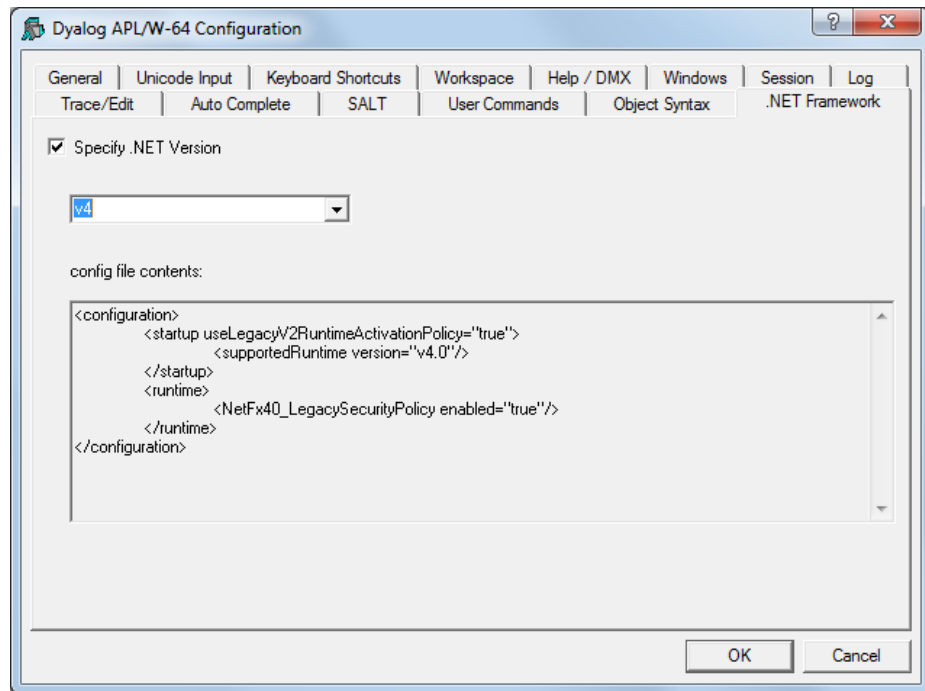 Dyalog APL/W-64 Configuration
?
General Unicode Input Keyboard Shortcuts Workspace Help / DMX Windows Session Log
Trace/Edit Auto Complete SALT User Commands Object Syntax .NET Framework
Specify .NET Version
v4
config file contents:
<configuration>
<startup useLegacyV2RuntimeActivationPolicy="true">
<supportedRuntime version="v4.0"/>
</startup>
<runtime>
<NetFx40_LegacySecurityPolicy enabled="true"/>
</runtime>
</configuration>
OK Cancel